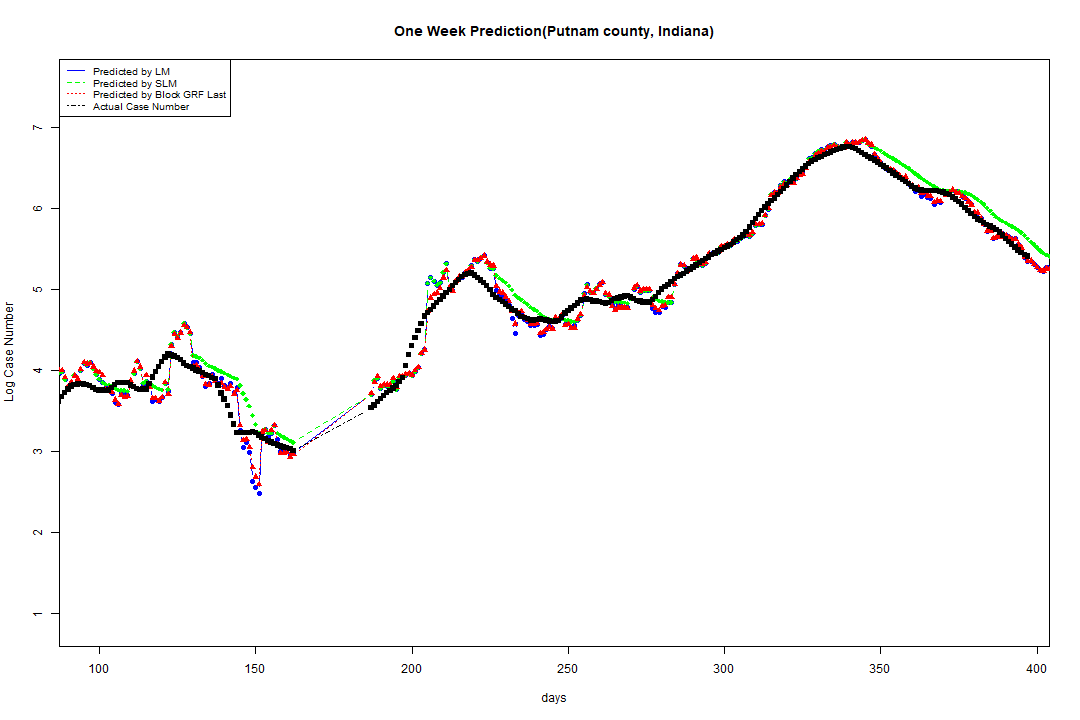 One Week Prediction(Putnam county, Indiana)
Predicted by LM
Predicted by SLM
Predicted by Block GRF Last
Actual Case Number
7
6
5
4
3
2
1
Log Case Number
100 150 200 250 300 350 400
days